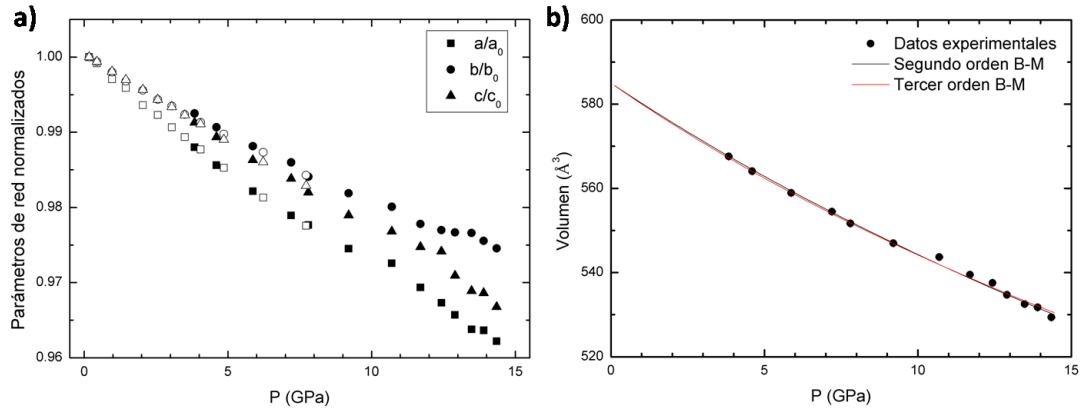 a)
1.00
0.99
0.98
0.97
0.96
Parámetros de red normalizados
a/a0
b/b0
c/c0
0 5 10 15
P (GPa)
b)
600
580
560
540
520
Volumen (Å³)
Datos experimentales
Segundo orden B-M
Tercer orden B-M
0 5 10 15
P (GPa)